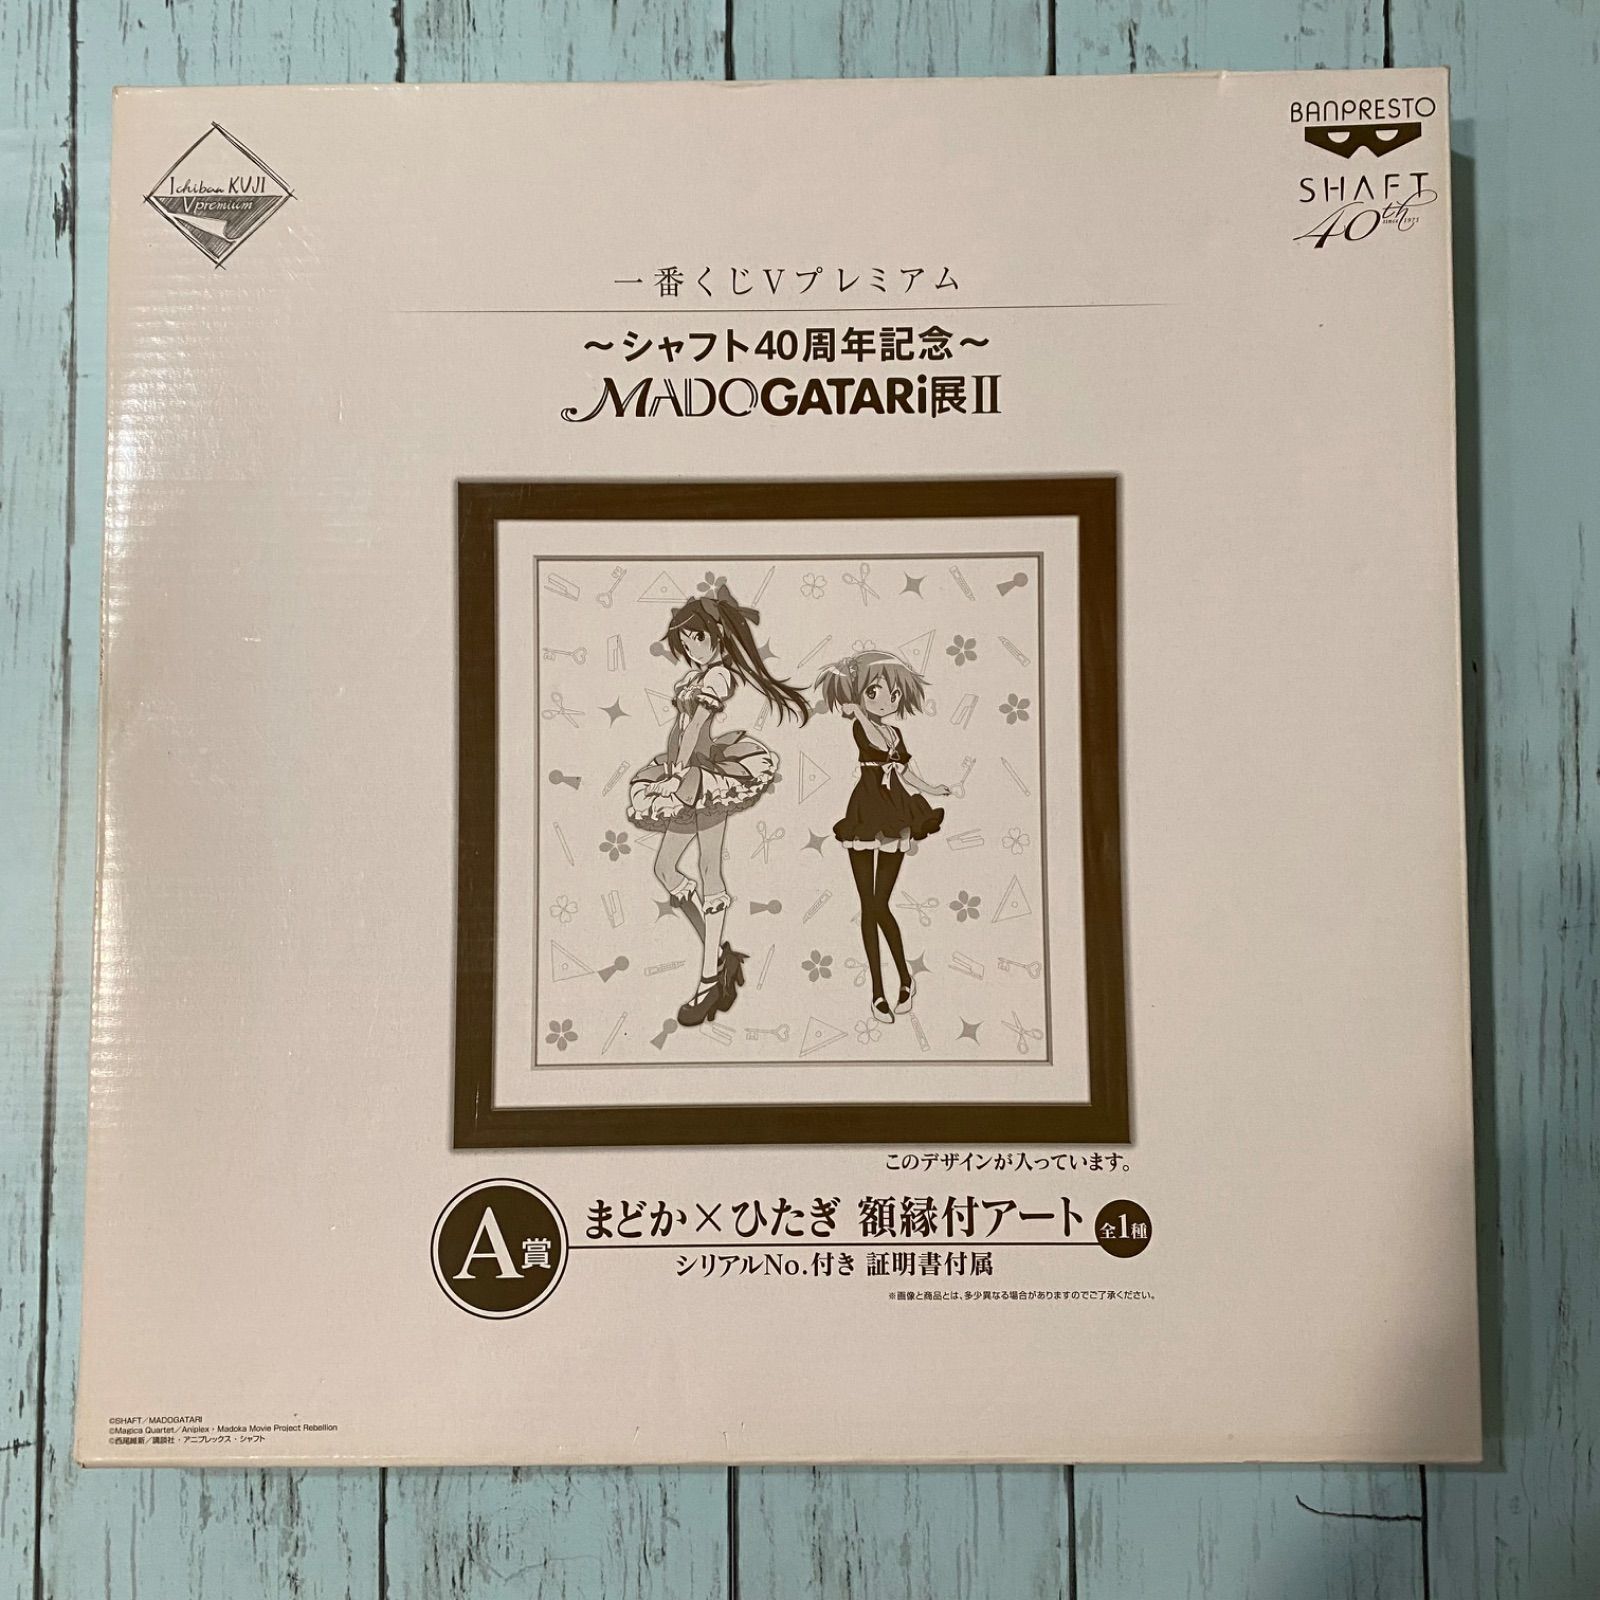 Ichiban KUJI
V premium
BANPRESTO
SHAFT
40th
since 1975
一番くじVプレミアム
～シャフト40周年記念～
MADOGATARi展II
このデザインが入っています。
A賞
まどか×ひたぎ 額縁付アート
全1種
シリアルNo.付き 証明書付属
※画像と商品とは、多少異なる場合がありますのでご了承ください。
©SHAFT／MADOGATARI
©Magica Quartet／Aniplex・Madoka Movie Project Rebellion
©西尾維新／講談社・アニプレックス・シャフト